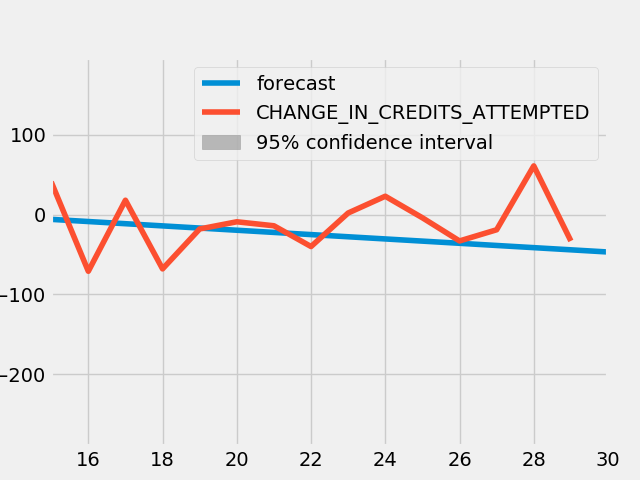 forecast
CHANGE_IN_CREDITS_ATTEMPTED
95% confidence interval
100
0
−100
−200
16 18 20 22 24 26 28 30